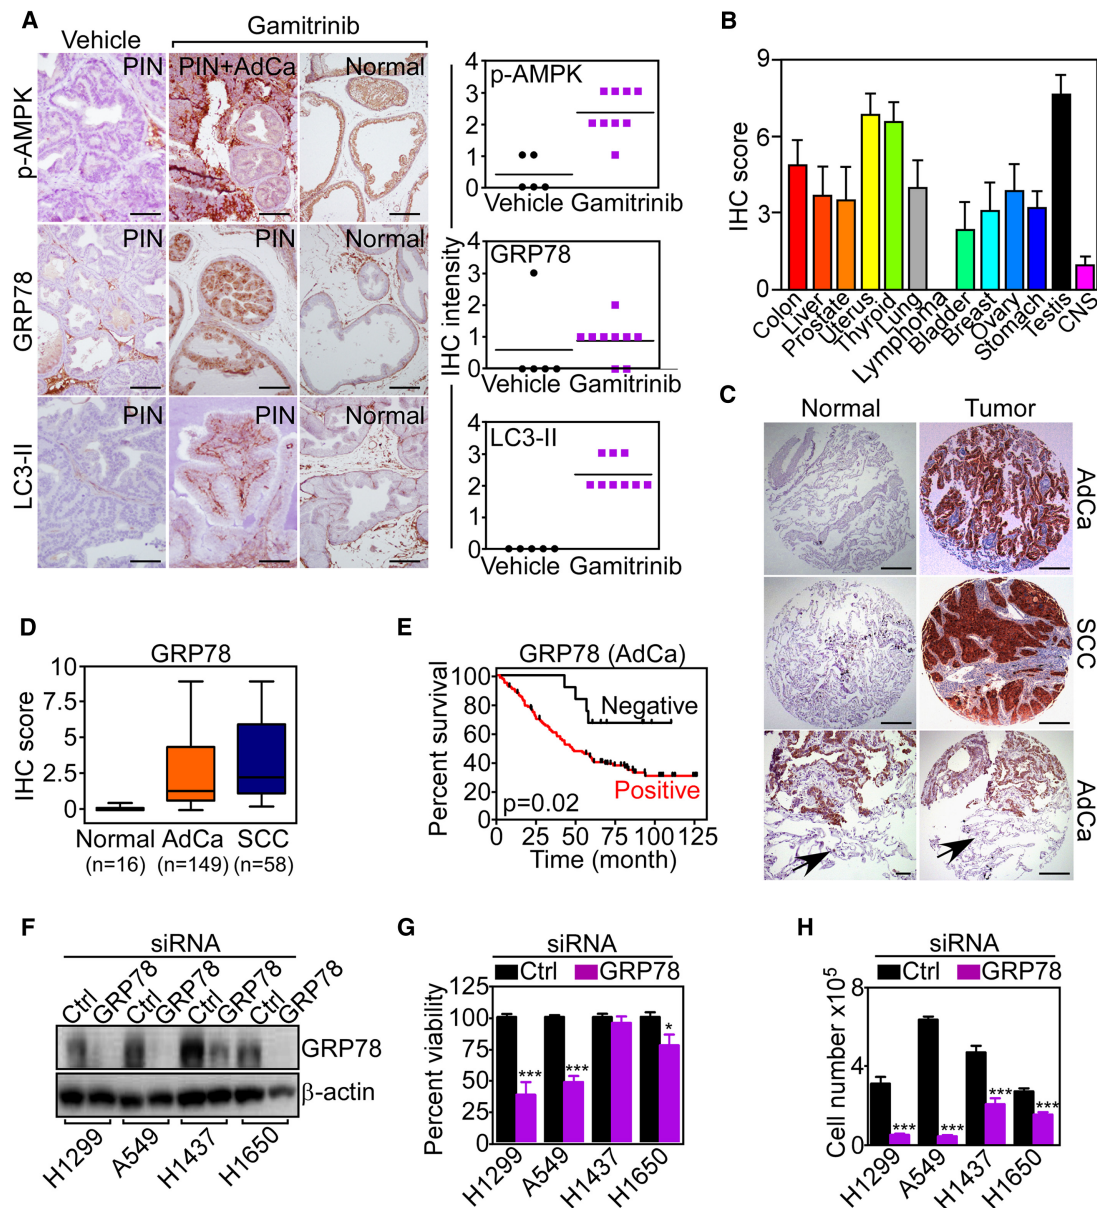 A
Vehicle
Gamitrinib
p-AMPK
PIN
PIN+AdCa
Normal
GRP78
PIN
PIN
Normal
LC3-II
PIN
PIN
Normal
IHC intensity
p-AMPK
4
3
2
1
0
Vehicle Gamitrinib
GRP78
4
3
2
1
0
Vehicle Gamitrinib
LC3-II
4
3
2
1
0
Vehicle Gamitrinib
B
IHC score
9
6
3
0
Colon
Liver
Prostate
Uterus
Thyroid
Lung
Lymphoma
Bladder
Breast
Ovary
Stomach
Testis
CNS
C
Normal
Tumor
AdCa
SCC
AdCa
D
GRP78
IHC score
10
7.5
5
2.5
0
Normal AdCa SCC
(n=16) (n=149) (n=58)
E
GRP78 (AdCa)
Percent survival
100
80
60
40
20
0
Negative
Positive
p=0.02
0 25 50 75 100 125
Time (month)
F
siRNA
Ctrl
GRP78
Ctrl
GRP78
Ctrl
GRP78
Ctrl
GRP78
GRP78
β-actin
H1299
A549
H1437
H1650
G
siRNA
Ctrl GRP78
Percent viability
125
100
75
50
25
0
***
***
*
H1299
A549
H1437
H1650
H
siRNA
Ctrl GRP78
Cell number x10⁵
8
4
0
***
***
***
***
H1299
A549
H1437
H1650